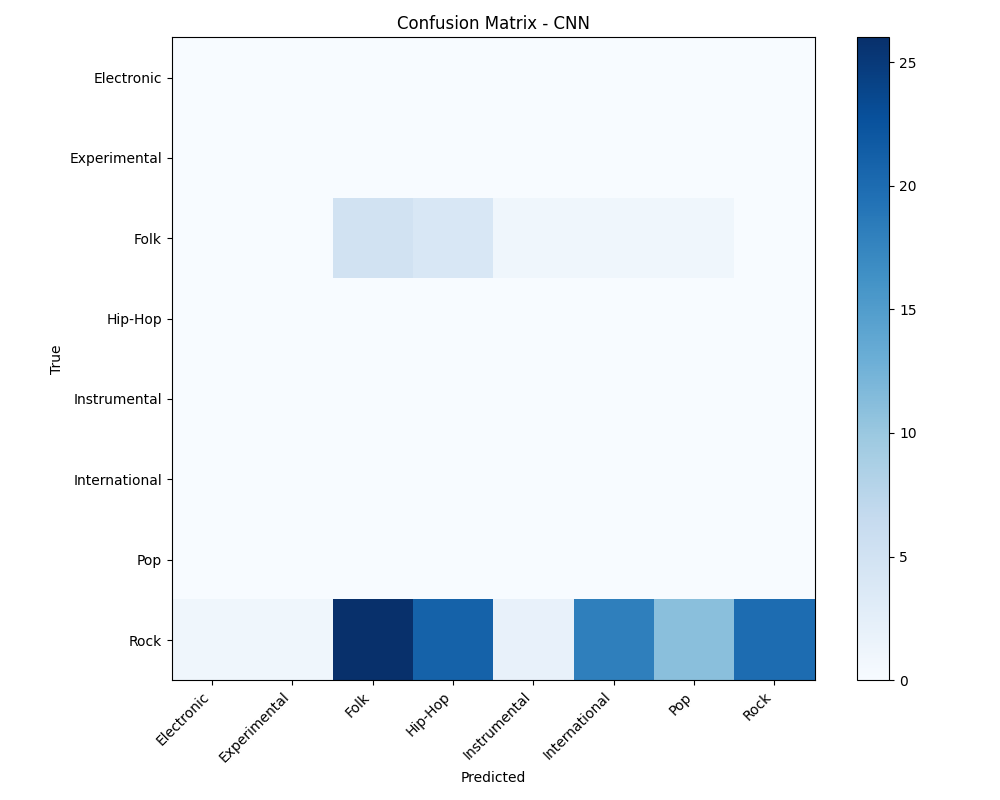 Confusion Matrix - CNN
True
Electronic
Experimental
Folk
Hip-Hop
Instrumental
International
Pop
Rock
Electronic
Experimental
Folk
Hip-Hop
Instrumental
International
Pop
Rock
Predicted
25
20
15
10
5
0